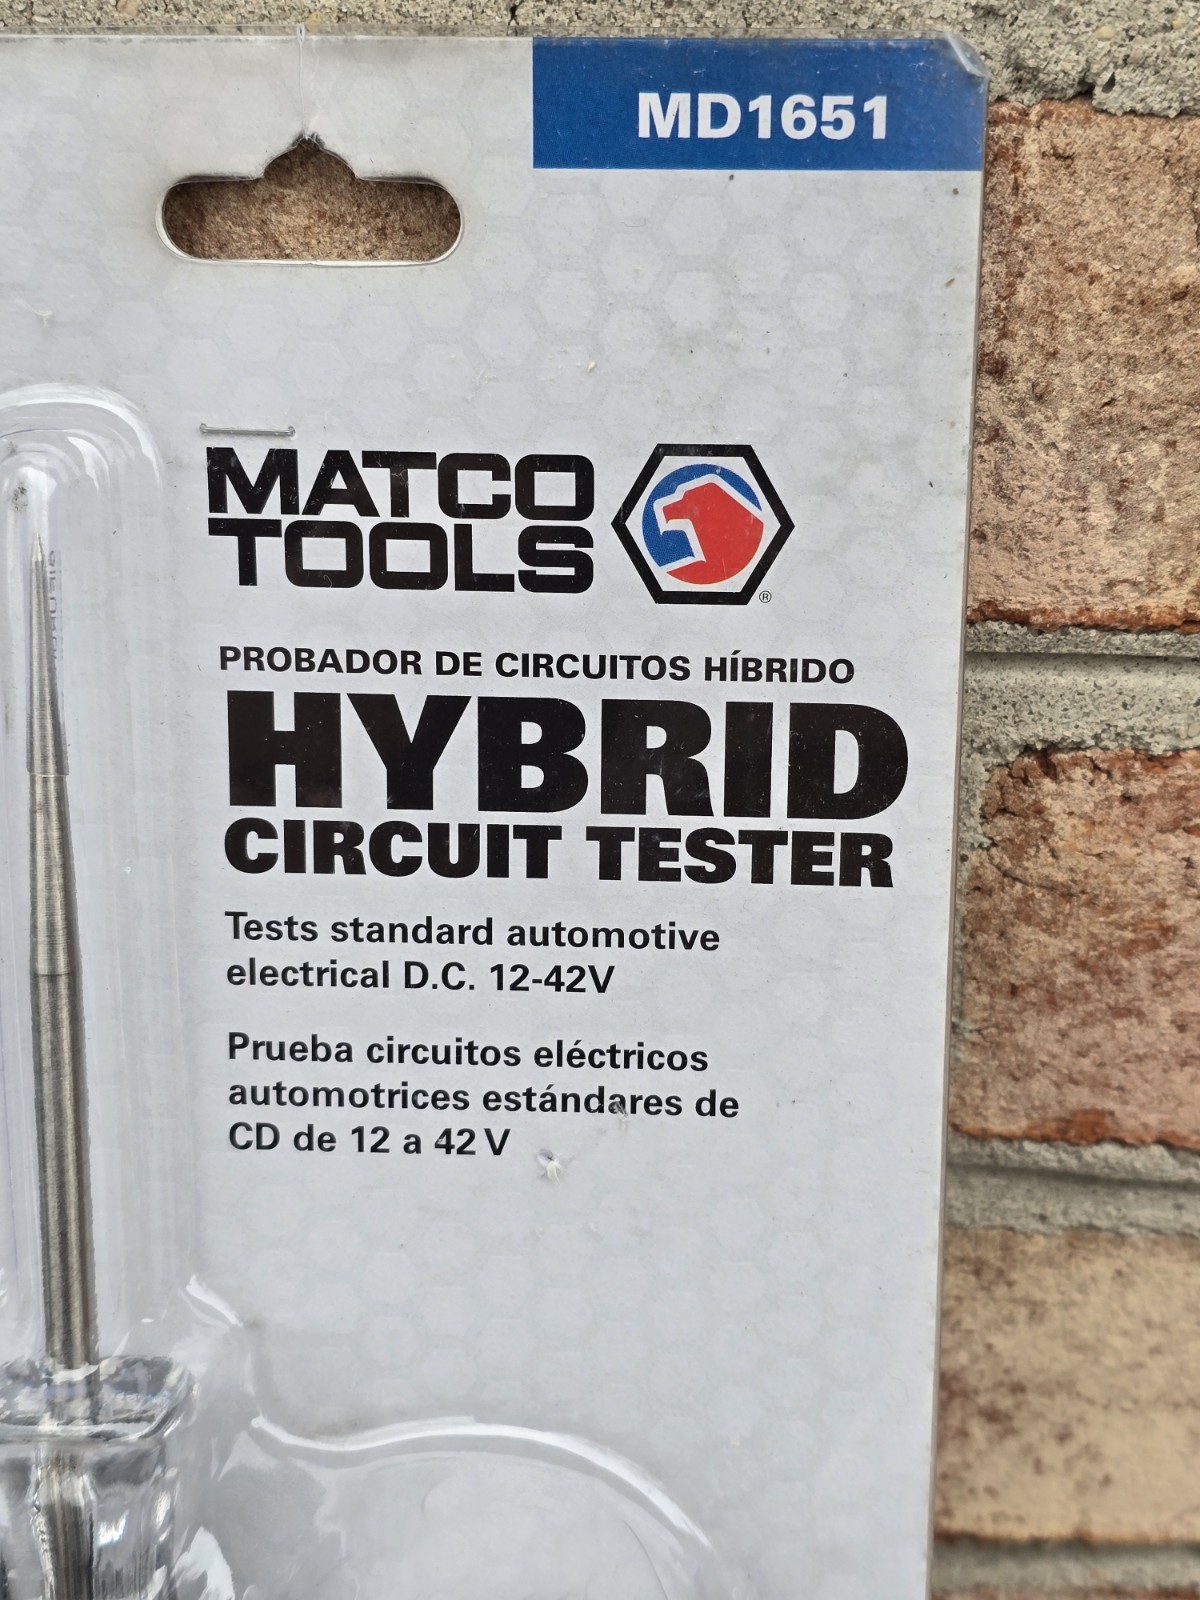 MD1651
MATCO
TOOLS
®
PROBADOR DE CIRCUITOS HÍBRIDO
HYBRID
CIRCUIT TESTER
Tests standard automotive
electrical D.C. 12-42V
Prueba circuitos eléctricos
automotrices estándares de
CD de 12 a 42 V